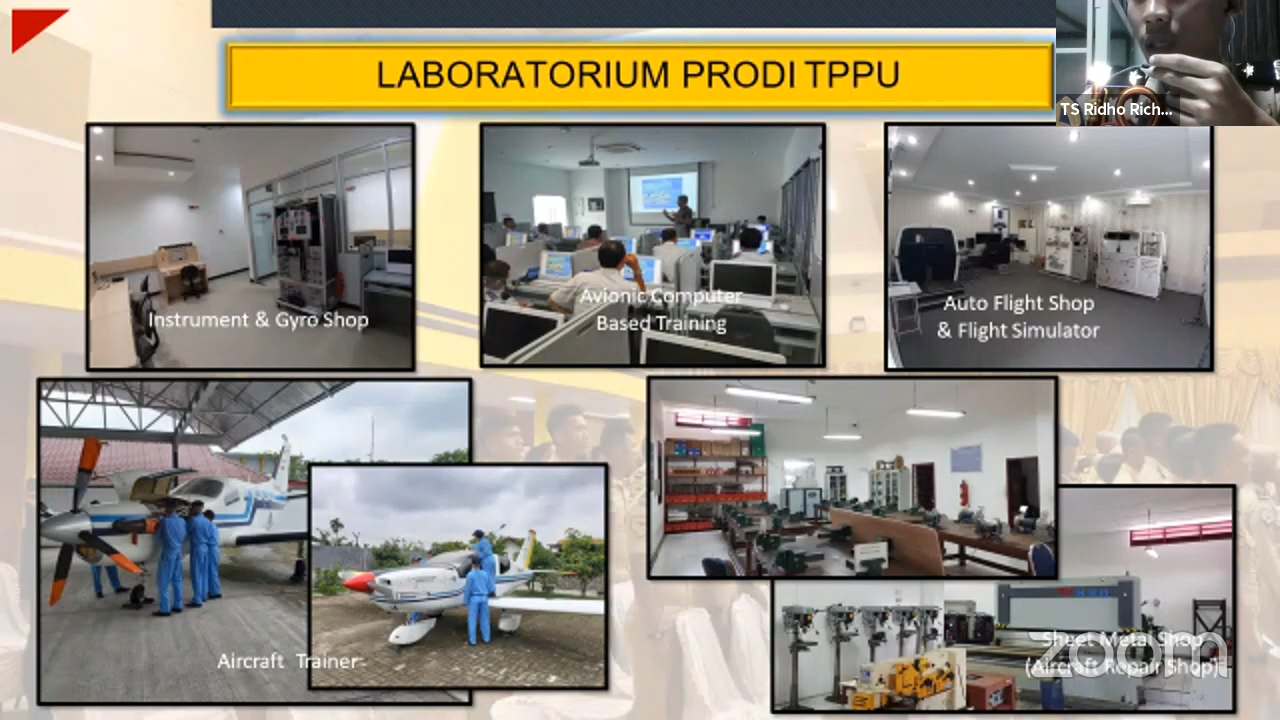 LABORATORIUM PRODI TPPU
TS Ridho Rich...
Instrument & Gyro Shop
Avionic Computer
Based Training
Auto Flight Shop
& Flight Simulator
Aircraft Trainer
Sheet Metal Shop
(Aircraft Repair Shop)
zoom